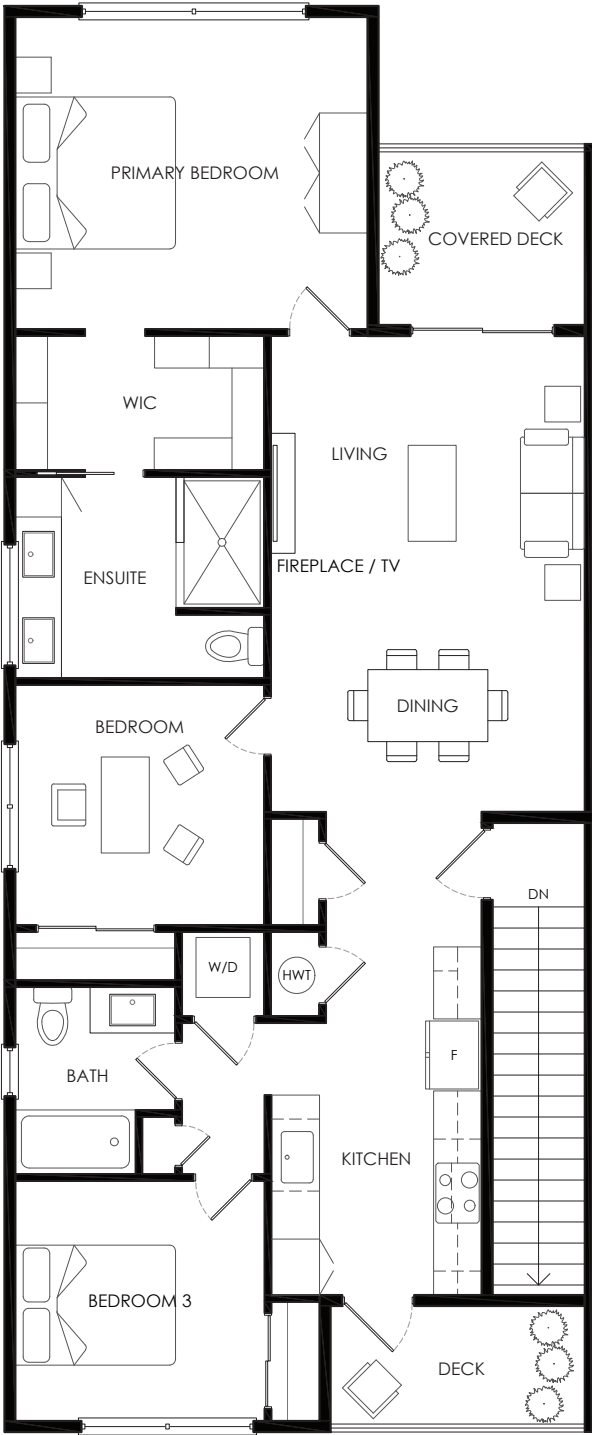 PRIMARY BEDROOM
COVERED DECK
WIC
LIVING
FIREPLACE / TV
ENSUITE
DINING
BEDROOM
DN
W/D
HWT
F
BATH
KITCHEN
BEDROOM 3
DECK